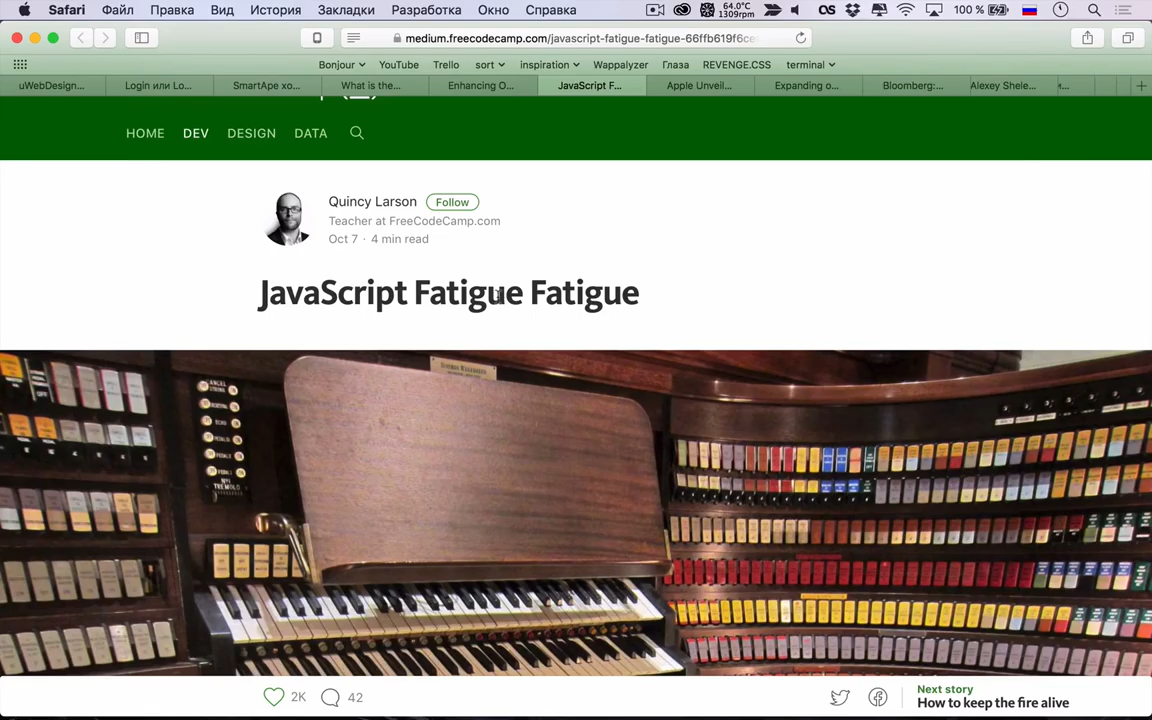 Safari Файл Правка Вид История Закладки Разработка Окно Справка 64.0°C 1309rpm 100 %
medium.freecodecamp.com/javascript-fatigue-fatigue-66ffb619f6ce
Bonjour YouTube Trello sort inspiration Wappalyzer Глаза REVENGE.CSS terminal
uWebDesign... Login или Lo... SmartApe хо... What is the... Enhancing O... JavaScript F... Apple Unveil... Expanding o... Bloomberg:... Alexey Shele...
HOME DEV DESIGN DATA
Quincy Larson Follow
Teacher at FreeCodeCamp.com
Oct 7 · 4 min read
JavaScript Fatigue Fatigue
2K 42
Next story
How to keep the fire alive